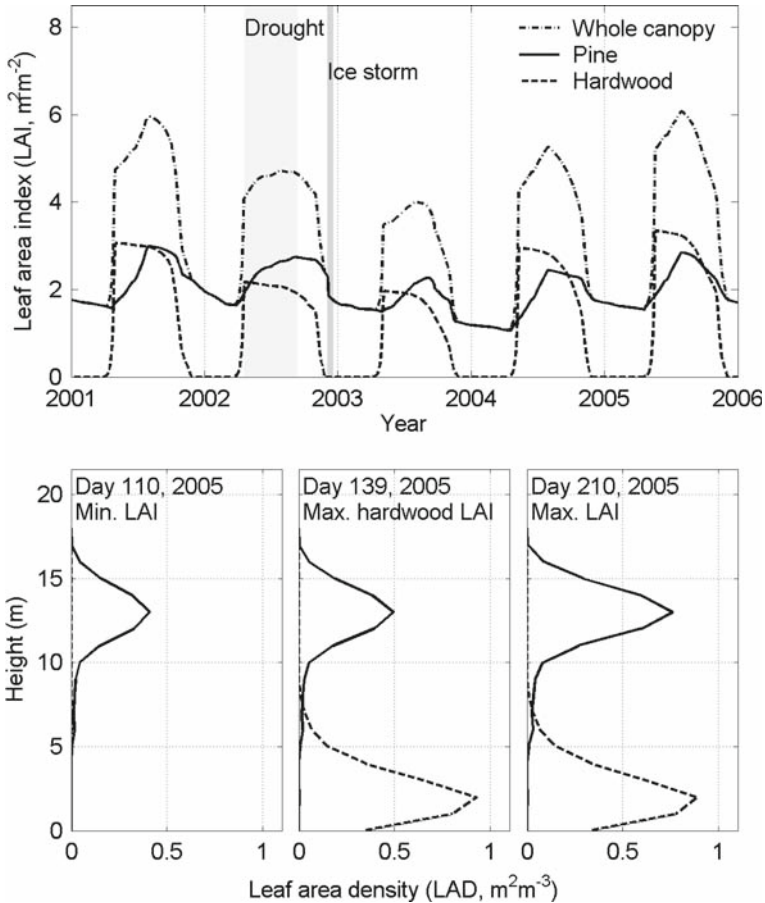 8
6
4
2
0
Leaf area index (LAI, m²m⁻²)
Drought
Ice storm
Whole canopy
Pine
Hardwood
2001 2002 2003 2004 2005 2006
Year
Day 110, 2005
Min. LAI
Day 139, 2005
Max. hardwood LAI
Day 210, 2005
Max. LAI
20
15
10
5
0
Height (m)
0 0.5 1 0 0.5 1 0 0.5 1
Leaf area density (LAD, m²m⁻³)